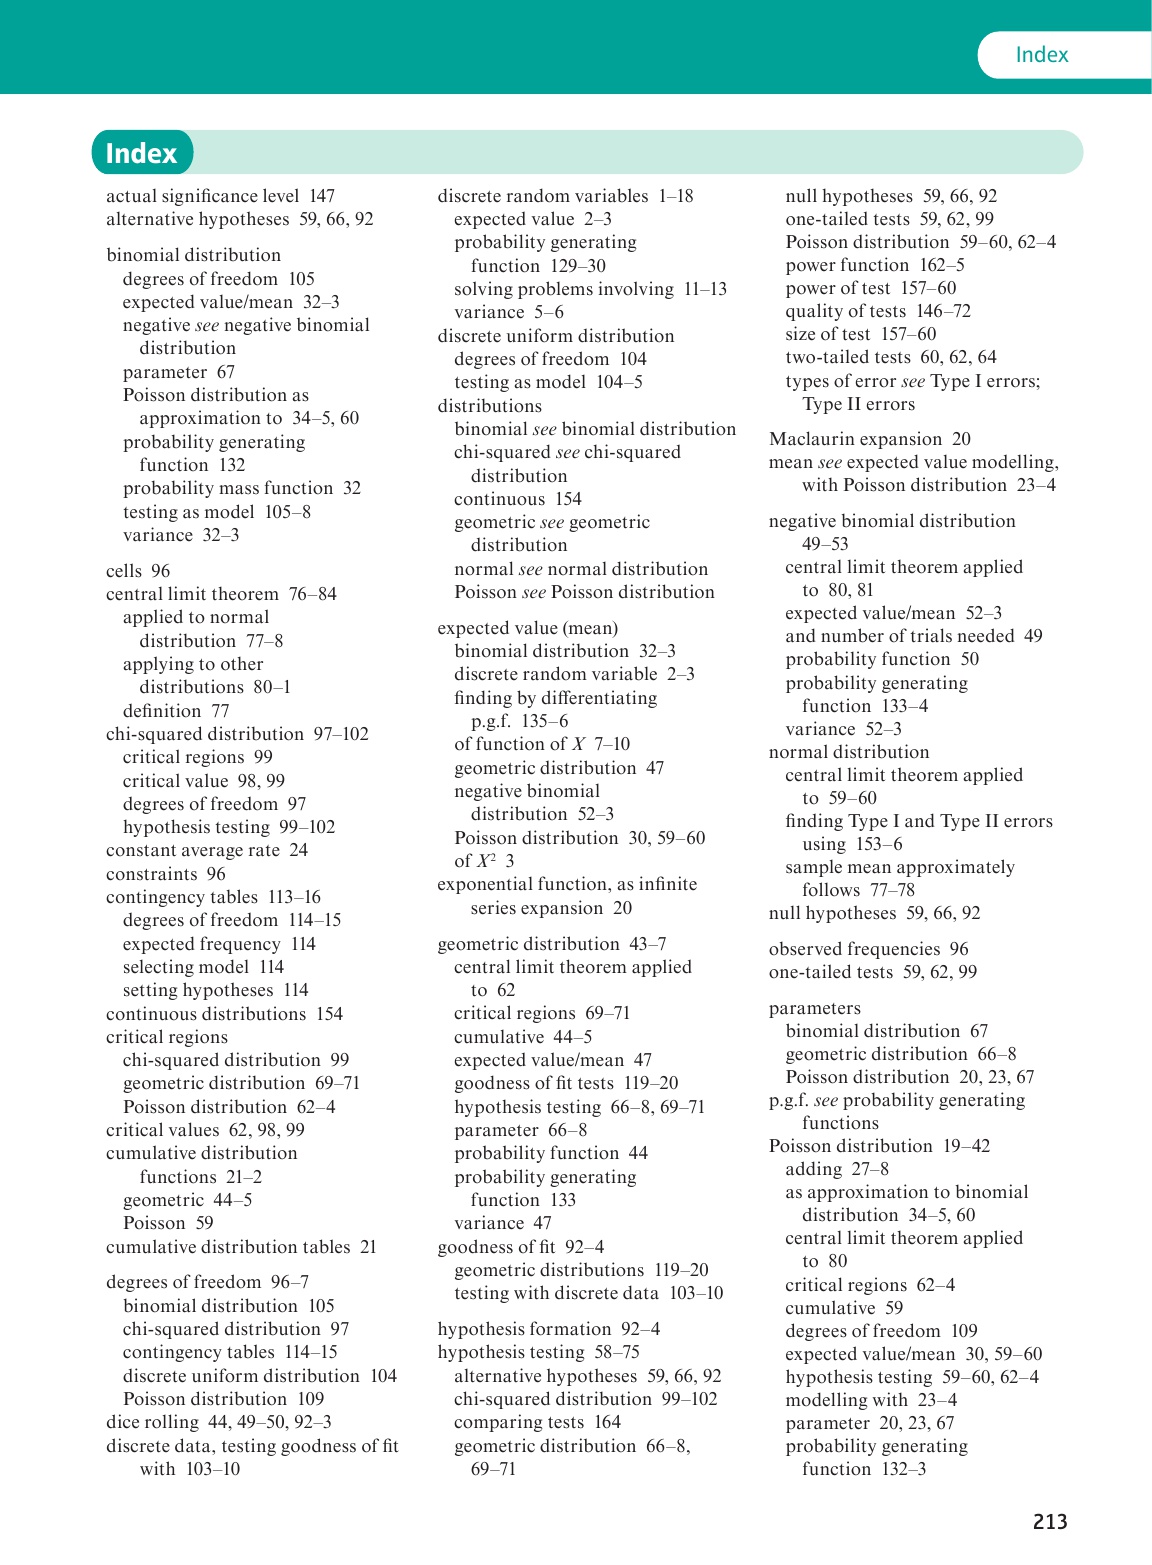 Index
Index
actual significance level 147
alternative hypotheses 59, 66, 92
binomial distribution
degrees of freedom 105
expected value/mean 32–3
negative see negative binomial
distribution
parameter 67
Poisson distribution as
approximation to 34–5, 60
probability generating
function 132
probability mass function 32
testing as model 105–8
variance 32–3
cells 96
central limit theorem 76–84
applied to normal
distribution 77–8
applying to other
distributions 80–1
definition 77
chi-squared distribution 97–102
critical regions 99
critical value 98, 99
degrees of freedom 97
hypothesis testing 99–102
constant average rate 24
constraints 96
contingency tables 113–16
degrees of freedom 114–15
expected frequency 114
selecting model 114
setting hypotheses 114
continuous distributions 154
critical regions
chi-squared distribution 99
geometric distribution 69–71
Poisson distribution 62–4
critical values 62, 98, 99
cumulative distribution
functions 21–2
geometric 44–5
Poisson 59
cumulative distribution tables 21
degrees of freedom 96–7
binomial distribution 105
chi-squared distribution 97
contingency tables 114–15
discrete uniform distribution 104
Poisson distribution 109
dice rolling 44, 49–50, 92–3
discrete data, testing goodness of fit
with 103–10
discrete random variables 1–18
expected value 2–3
probability generating
function 129–30
solving problems involving 11–13
variance 5–6
discrete uniform distribution
degrees of freedom 104
testing as model 104–5
distributions
binomial see binomial distribution
chi-squared see chi-squared
distribution
continuous 154
geometric see geometric
distribution
normal see normal distribution
Poisson see Poisson distribution
expected value (mean)
binomial distribution 32–3
discrete random variable 2–3
finding by differentiating
p.g.f. 135–6
of function of X 7–10
geometric distribution 47
negative binomial
distribution 52–3
Poisson distribution 30, 59–60
of X² 3
exponential function, as infinite
series expansion 20
geometric distribution 43–7
central limit theorem applied
to 62
critical regions 69–71
cumulative 44–5
expected value/mean 47
goodness of fit tests 119–20
hypothesis testing 66–8, 69–71
parameter 66–8
probability function 44
probability generating
function 133
variance 47
goodness of fit 92–4
geometric distributions 119–20
testing with discrete data 103–10
hypothesis formation 92–4
hypothesis testing 58–75
alternative hypotheses 59, 66, 92
chi-squared distribution 99–102
comparing tests 164
geometric distribution 66–8,
69–71
null hypotheses 59, 66, 92
one-tailed tests 59, 62, 99
Poisson distribution 59–60, 62–4
power function 162–5
power of test 157–60
quality of tests 146–72
size of test 157–60
two-tailed tests 60, 62, 64
types of error see Type I errors;
Type II errors
Maclaurin expansion 20
mean see expected value modelling,
with Poisson distribution 23–4
negative binomial distribution
49–53
central limit theorem applied
to 80, 81
expected value/mean 52–3
and number of trials needed 49
probability function 50
probability generating
function 133–4
variance 52–3
normal distribution
central limit theorem applied
to 59–60
finding Type I and Type II errors
using 153–6
sample mean approximately
follows 77–78
null hypotheses 59, 66, 92
observed frequencies 96
one-tailed tests 59, 62, 99
parameters
binomial distribution 67
geometric distribution 66–8
Poisson distribution 20, 23, 67
p.g.f. see probability generating
functions
Poisson distribution 19–42
adding 27–8
as approximation to binomial
distribution 34–5, 60
central limit theorem applied
to 80
critical regions 62–4
cumulative 59
degrees of freedom 109
expected value/mean 30, 59–60
hypothesis testing 59–60, 62–4
modelling with 23–4
parameter 20, 23, 67
probability generating
function 132–3
213